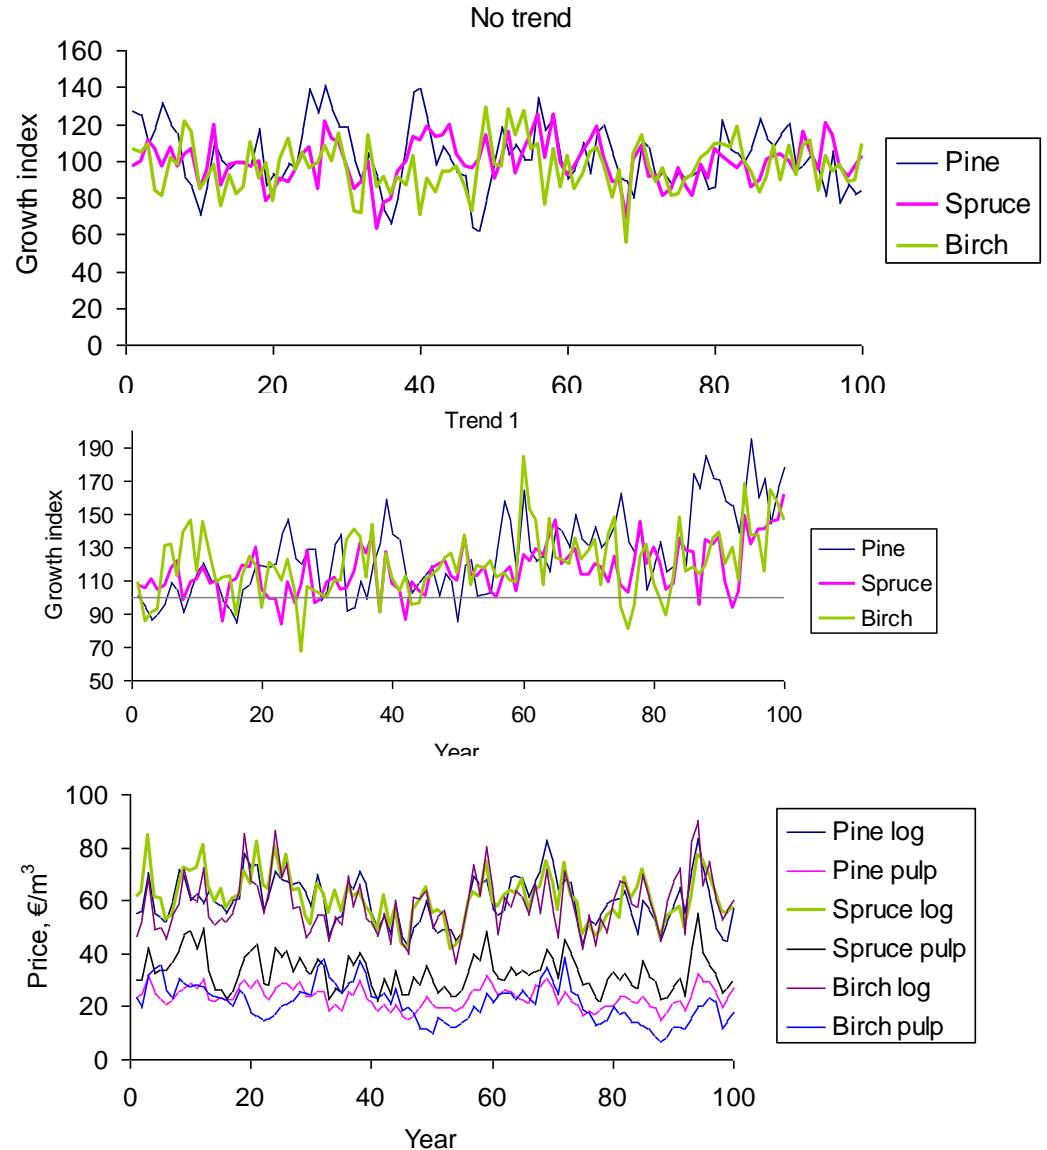 No trend
160
140
120
100
80
60
40
20
0
Growth index
0 20 40 60 80 100
Pine
Spruce
Birch
Trend 1
190
170
150
130
110
90
70
50
Growth index
0 20 40 60 80 100
Year
Pine
Spruce
Birch
100
80
60
40
20
0
Price, €/m³
0 20 40 60 80 100
Year
Pine log
Pine pulp
Spruce log
Spruce pulp
Birch log
Birch pulp